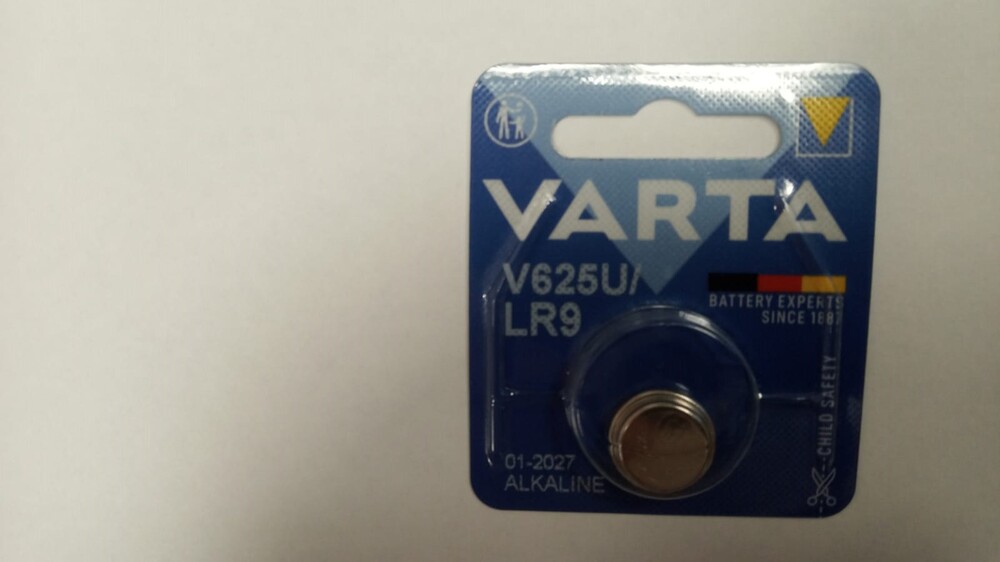 VARTA
V625U/
LR9
BATTERY EXPERTS
SINCE 1887
CHILD SAFETY
01-2027
ALKALINE